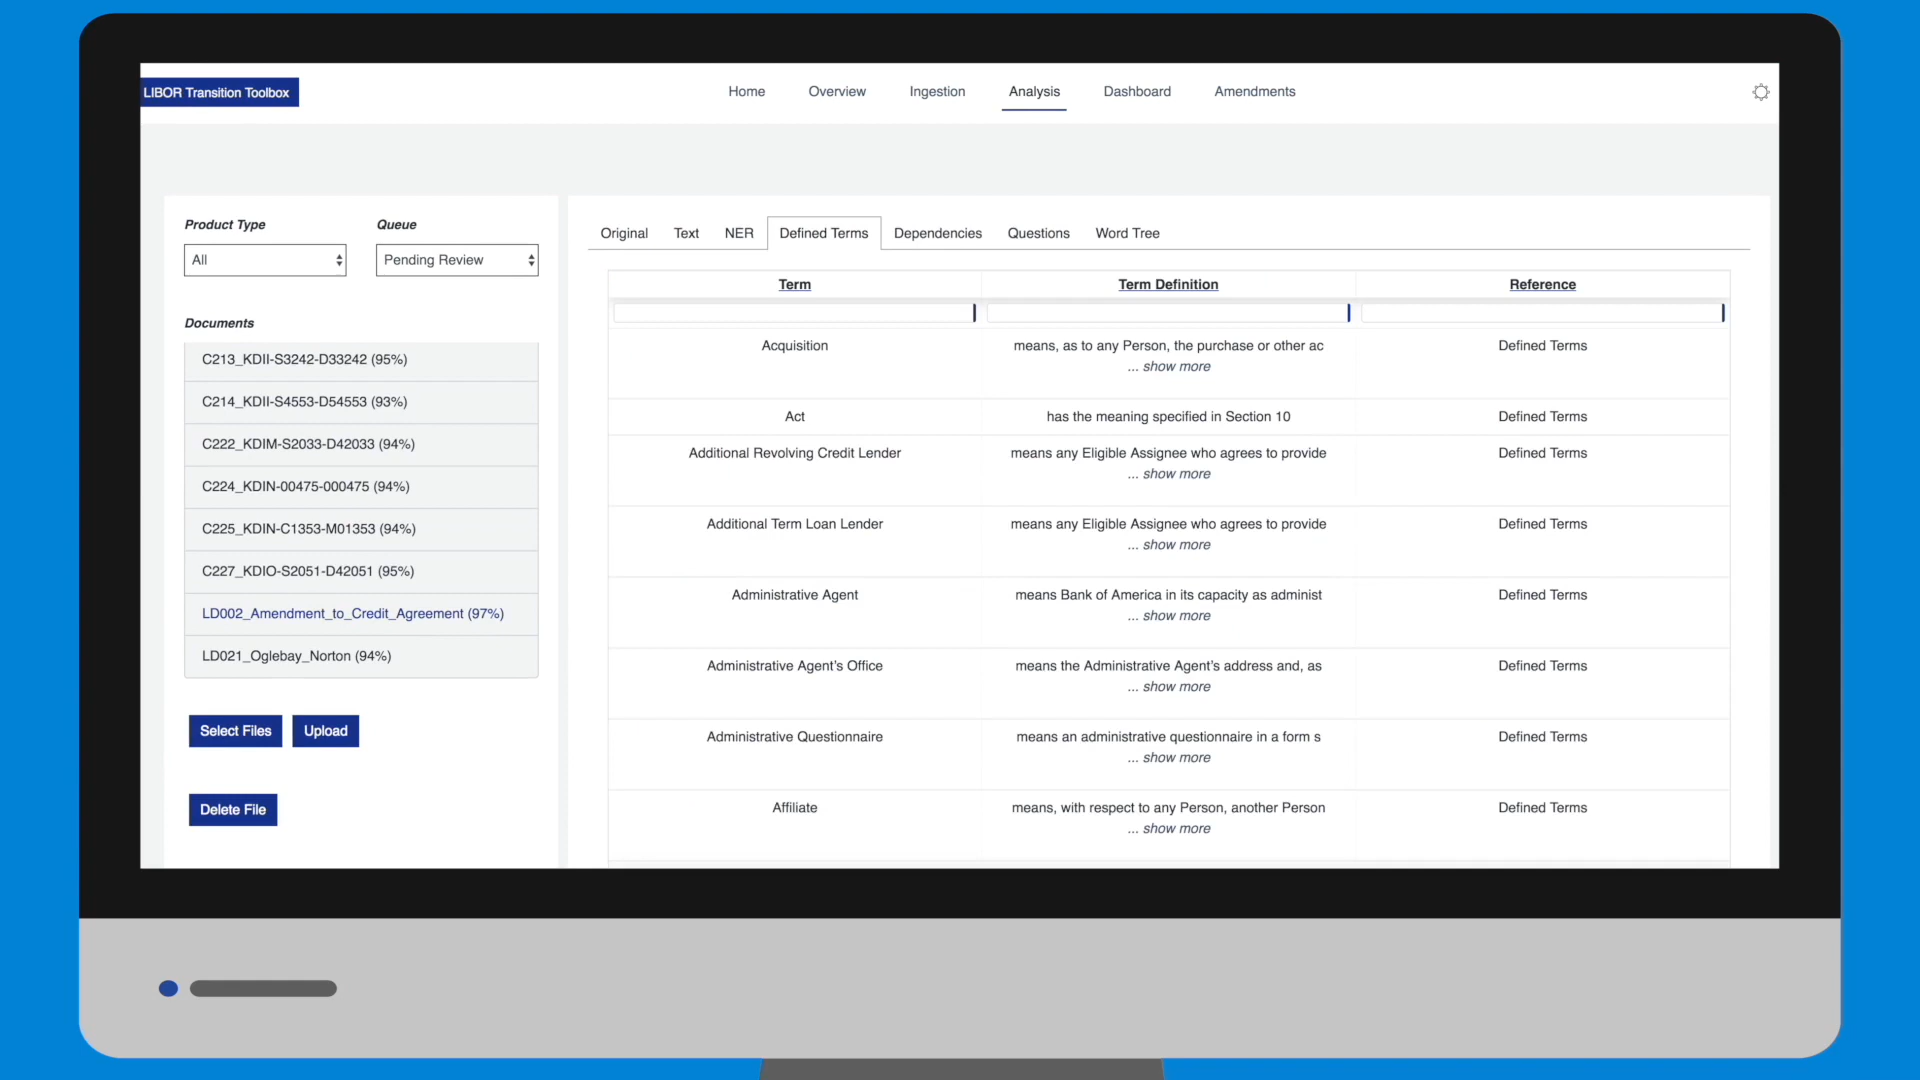 LIBOR Transition Toolbox
Home
Overview
Ingestion
Analysis
Dashboard
Amendments
Product Type
Queue
All
Pending Review
Documents
C213_KDII-S3242-D33242 (95%)
C214_KDII-S4553-D54553 (93%)
C222_KDIM-S2033-D42033 (94%)
C224_KDIN-00475-000475 (94%)
C225_KDIN-C1353-M01353 (94%)
C227_KDIO-S2051-D42051 (95%)
LD002_Amendment_to_Credit_Agreement (97%)
LD021_Oglebay_Norton (94%)
Select Files
Upload
Delete File
Original
Text
NER
Defined Terms
Dependencies
Questions
Word Tree
Term
Term Definition
Reference
Acquisition
means, as to any Person, the purchase or other ac
... show more
Defined Terms
Act
has the meaning specified in Section 10
Defined Terms
Additional Revolving Credit Lender
means any Eligible Assignee who agrees to provide
... show more
Defined Terms
Additional Term Loan Lender
means any Eligible Assignee who agrees to provide
... show more
Defined Terms
Administrative Agent
means Bank of America in its capacity as administ
... show more
Defined Terms
Administrative Agent's Office
means the Administrative Agent's address and, as
... show more
Defined Terms
Administrative Questionnaire
means an administrative questionnaire in a form s
... show more
Defined Terms
Affiliate
means, with respect to any Person, another Person
... show more
Defined Terms